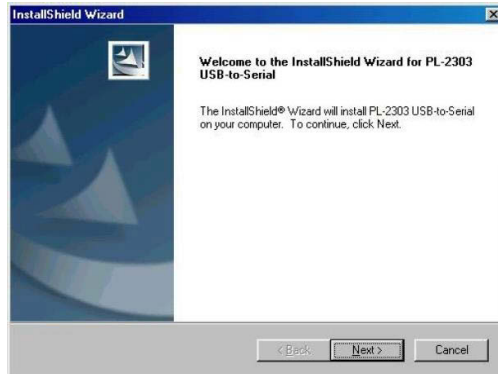 InstallShield Wizard
Welcome to the InstallShield Wizard for PL-2303
USB-to-Serial
The InstallShield® Wizard will install PL-2303 USB-to-Serial
on your computer. To continue, click Next.
< Back
Next >
Cancel